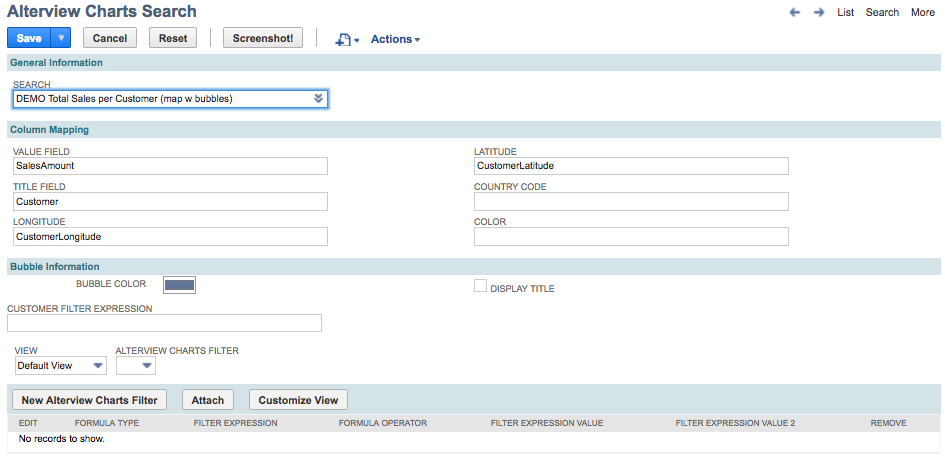 Alterview Charts Search
List Search More
Save Cancel Reset Screenshot! Actions
General Information
SEARCH
DEMO Total Sales per Customer (map w bubbles)
Column Mapping
VALUE FIELD LATITUDE
SalesAmount CustomerLatitude
TITLE FIELD COUNTRY CODE
Customer
LONGITUDE COLOR
CustomerLongitude
Bubble Information
BUBBLE COLOR DISPLAY TITLE
CUSTOMER FILTER EXPRESSION
VIEW ALTERVIEW CHARTS FILTER
Default View
New Alterview Charts Filter Attach Customize View
EDIT FORMULA TYPE FILTER EXPRESSION FORMULA OPERATOR FILTER EXPRESSION VALUE FILTER EXPRESSION VALUE 2 REMOVE
No records to show.